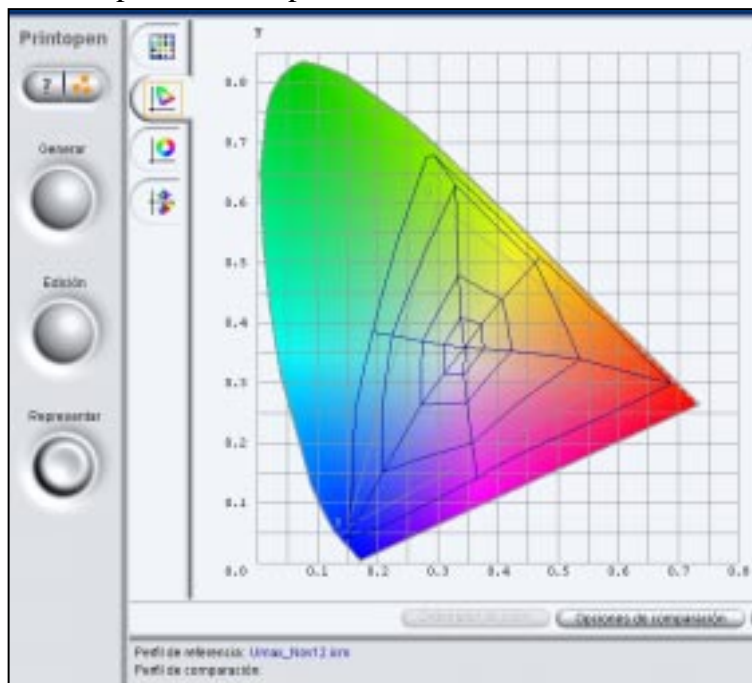 Printopen
?
Generar
Edición
Representar
Y
0.8
0.7
0.6
0.5
0.4
0.3
0.2
0.1
0.0 0.1 0.2 0.3 0.4 0.5 0.6 0.7 0.8
Opciones de comparación
Perfil de referencia: Umax_Nov12.icm
Perfil de comparación: